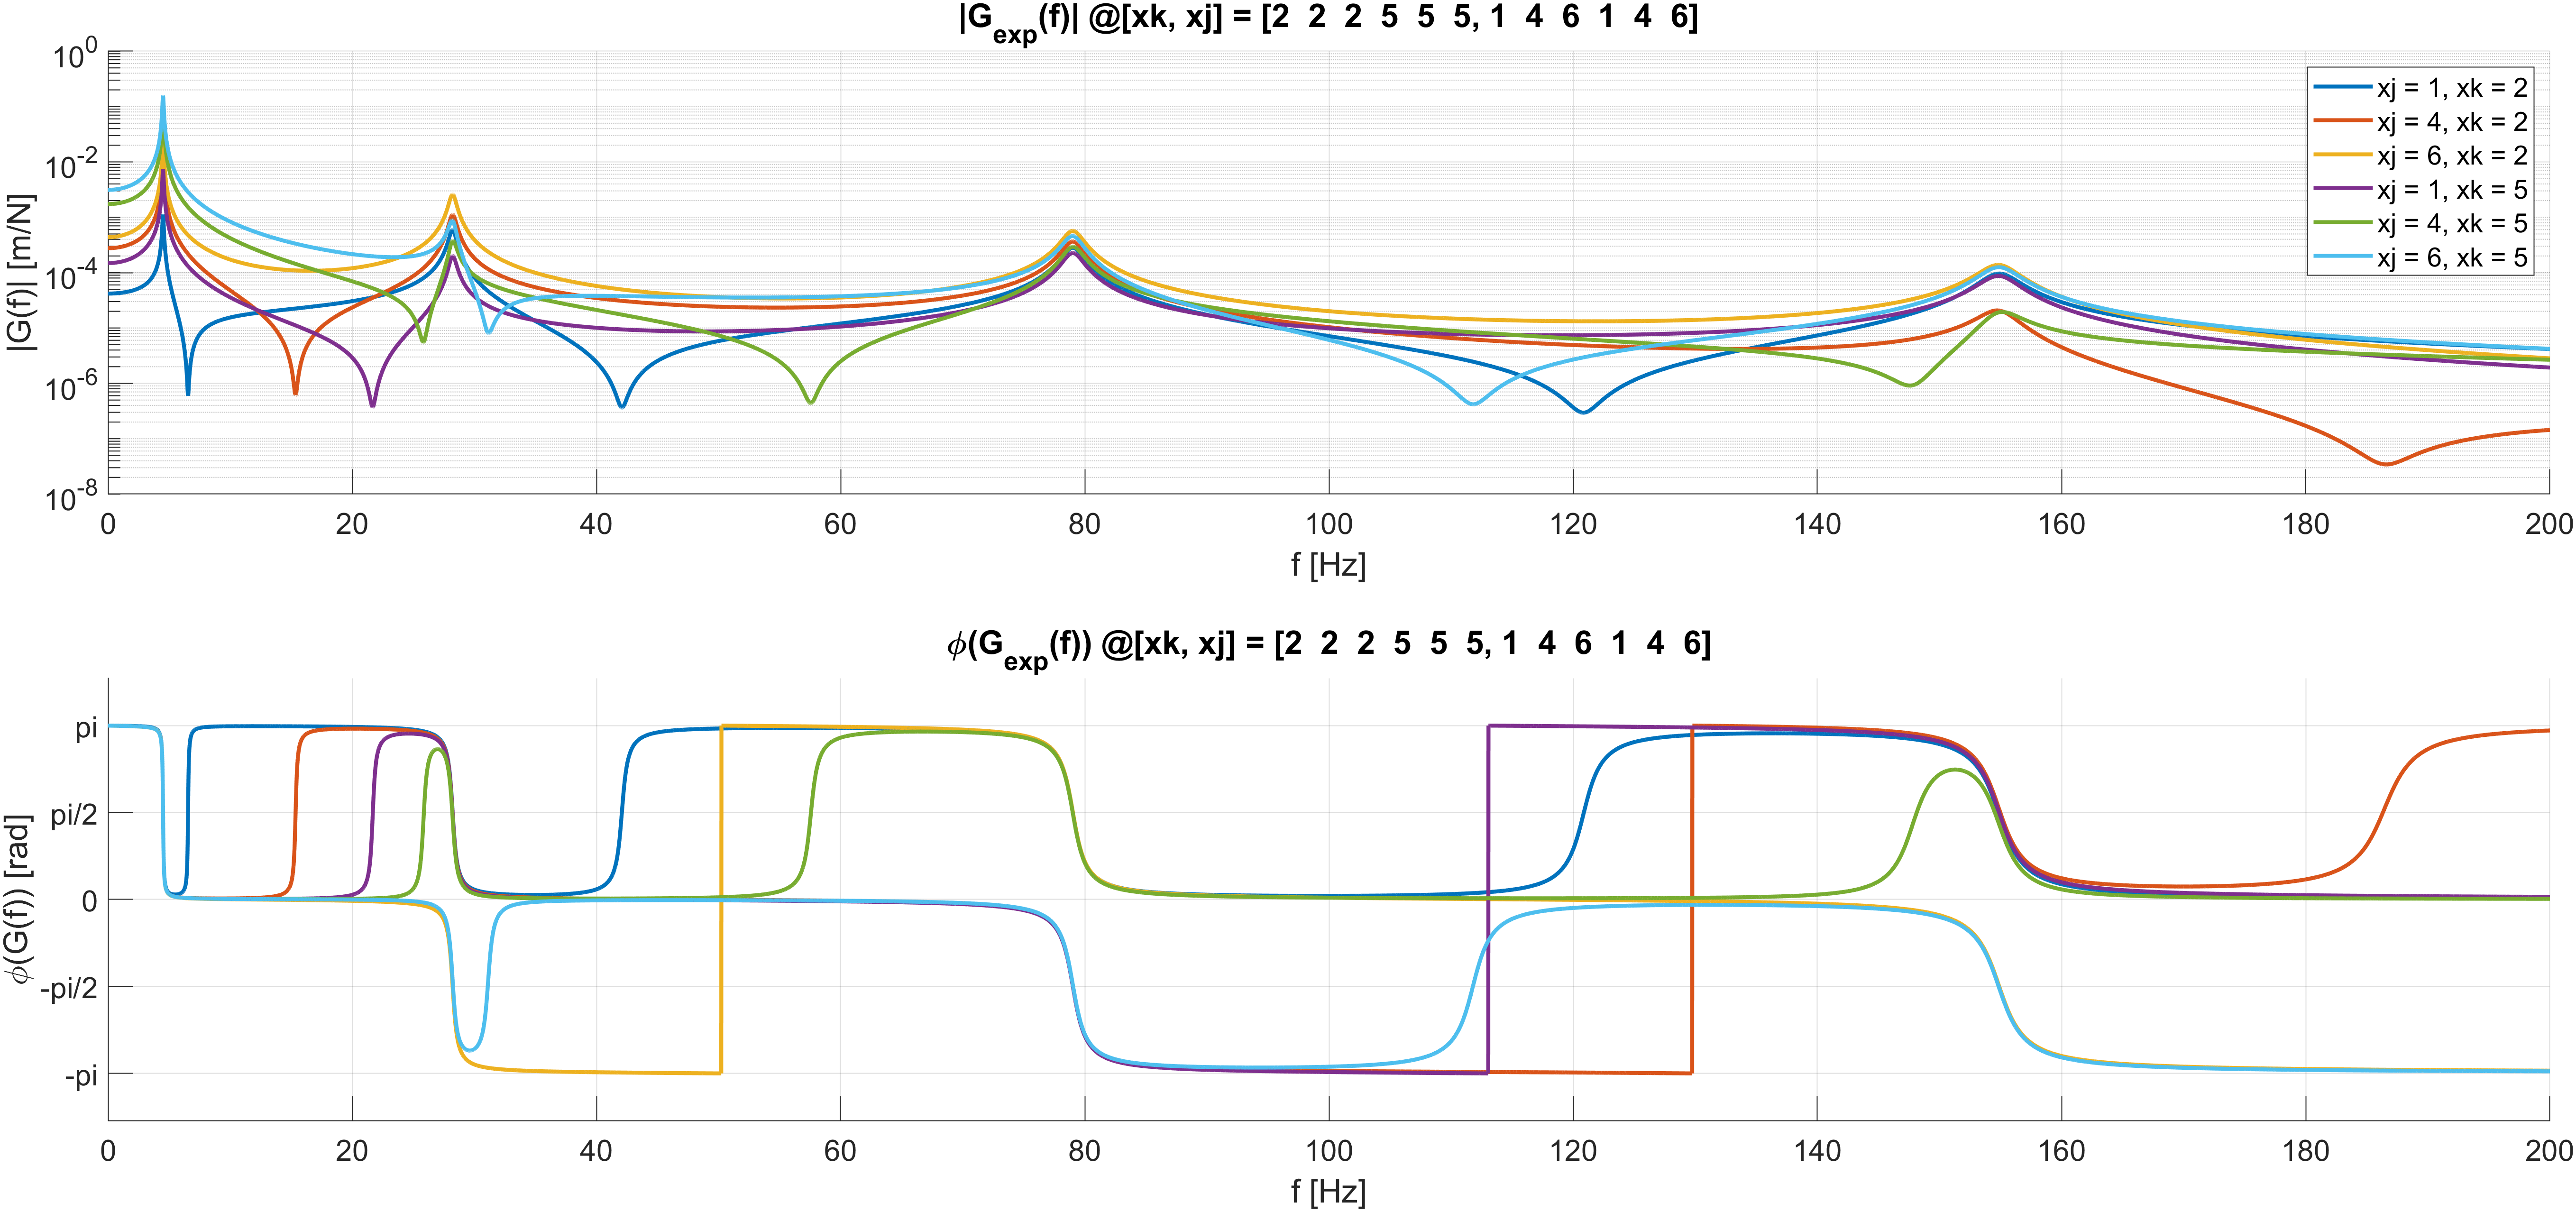 |G_exp(f)| @[xk, xj] = [2 2 2 5 5 5, 1 4 6 1 4 6]
10^0
10^-2
10^-4
10^-6
10^-8
|G(f)| [m/N]
xj = 1, xk = 2
xj = 4, xk = 2
xj = 6, xk = 2
xj = 1, xk = 5
xj = 4, xk = 5
xj = 6, xk = 5
0 20 40 60 80 100 120 140 160 180 200
f [Hz]
ϕ(G_exp(f)) @[xk, xj] = [2 2 2 5 5 5, 1 4 6 1 4 6]
pi
pi/2
0
-pi/2
-pi
ϕ(G(f)) [rad]
0 20 40 60 80 100 120 140 160 180 200
f [Hz]